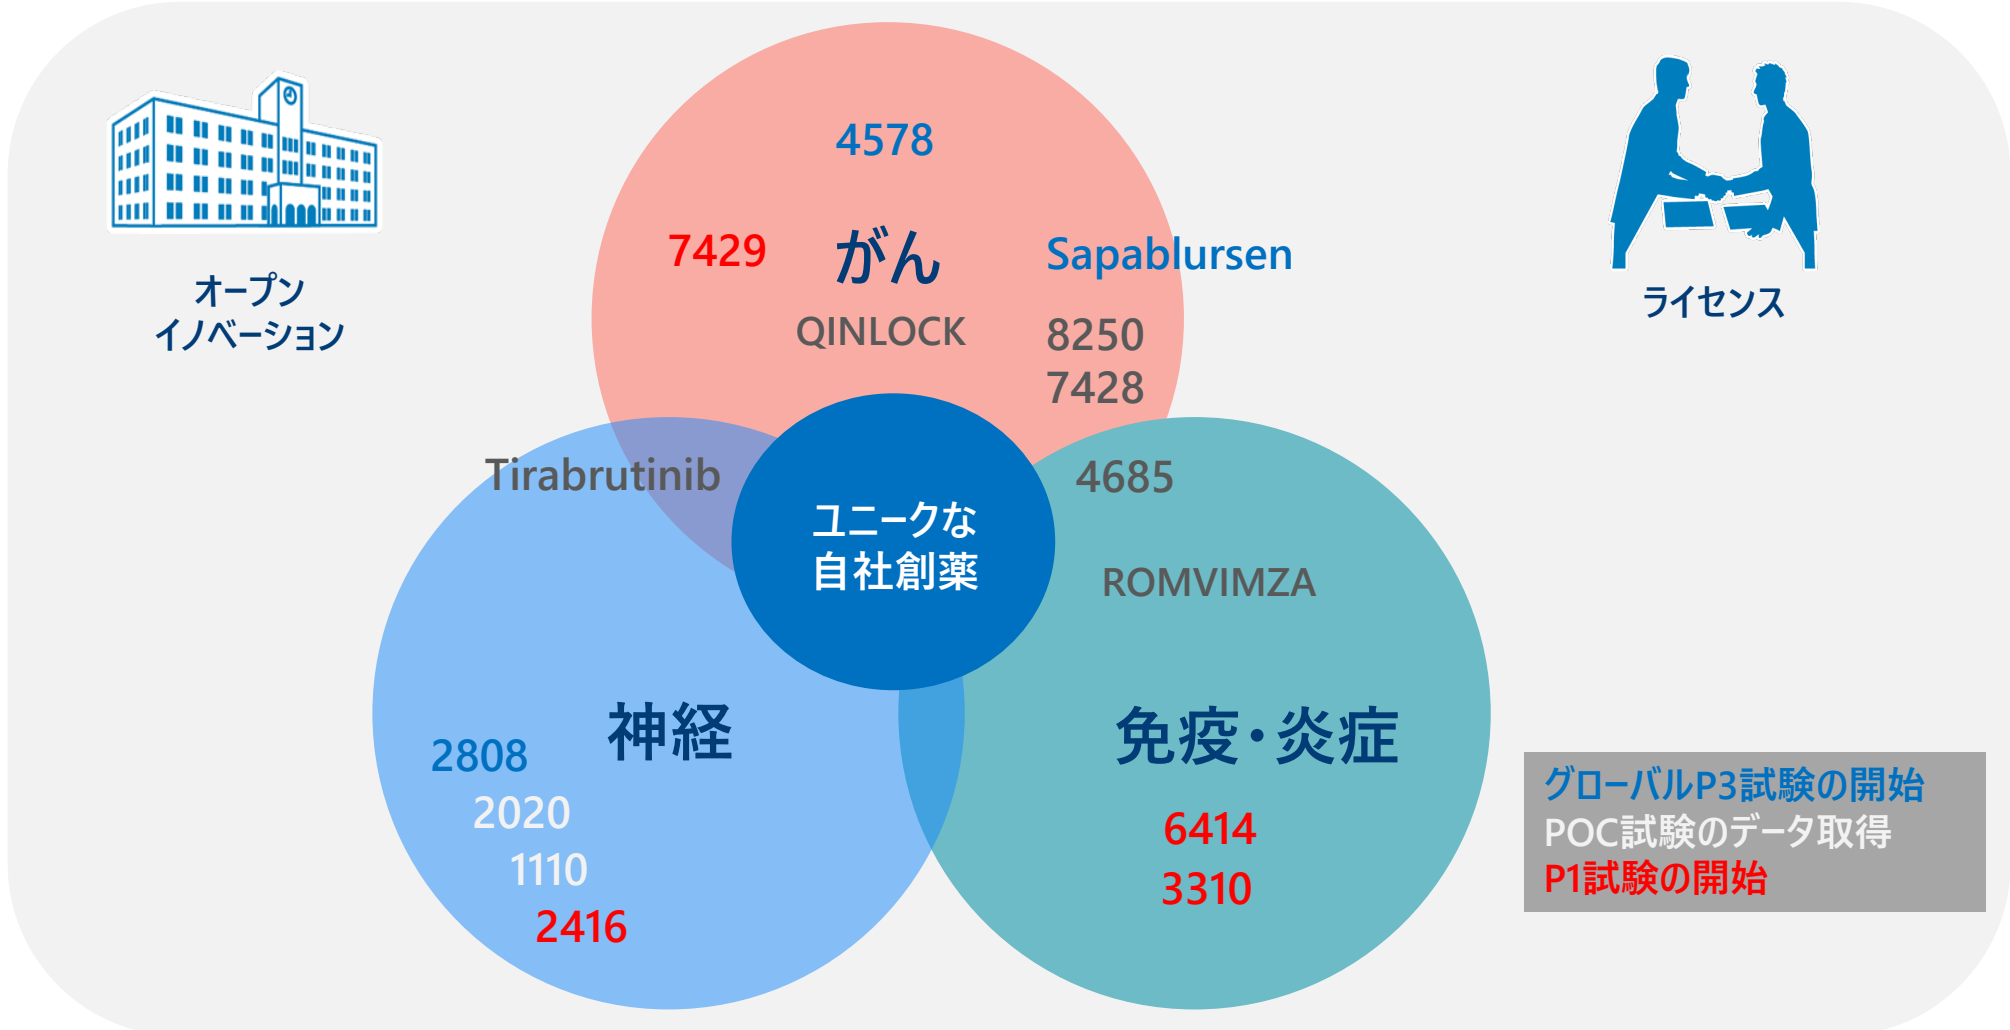 オープン
イノベーション
ライセンス
4578
7429
がん
Sapablursen
QINLOCK
8250
7428
Tirabrutinib
4685
ユニークな
自社創薬
ROMVIMZA
神経
2808
2020
1110
2416
免疫・炎症
6414
3310
グローバルP3試験の開始
POC試験のデータ取得
P1試験の開始